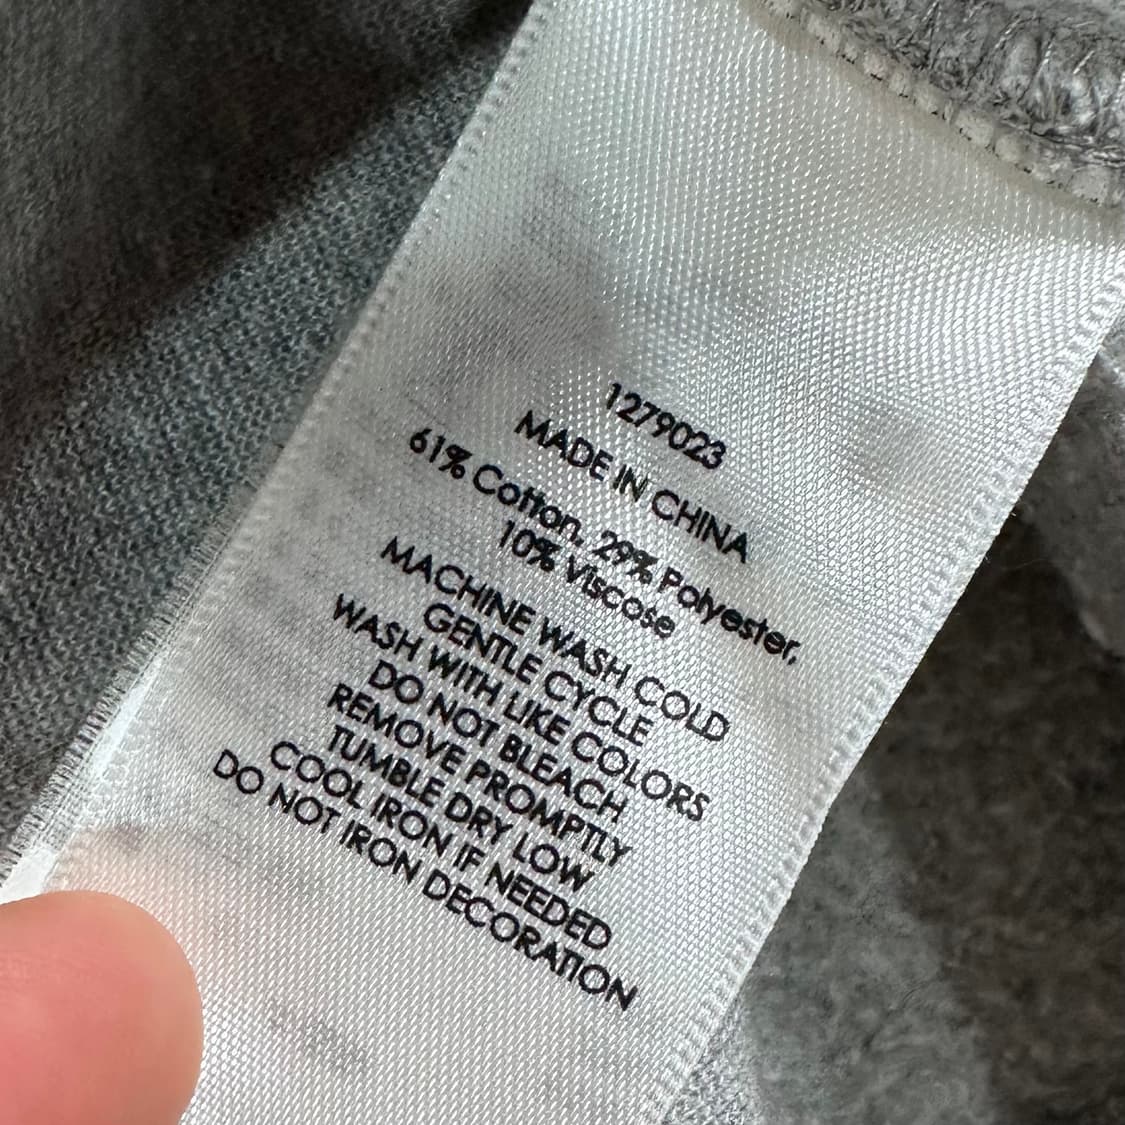 1279023
MADE IN CHINA
61% Cotton, 29% Polyester,
10% Viscose
MACHINE WASH COLD
GENTLE CYCLE
WASH WITH LIKE COLORS
DO NOT BLEACH
REMOVE PROMPTLY
TUMBLE DRY LOW
COOL IRON IF NEEDED
DO NOT IRON DECORATION